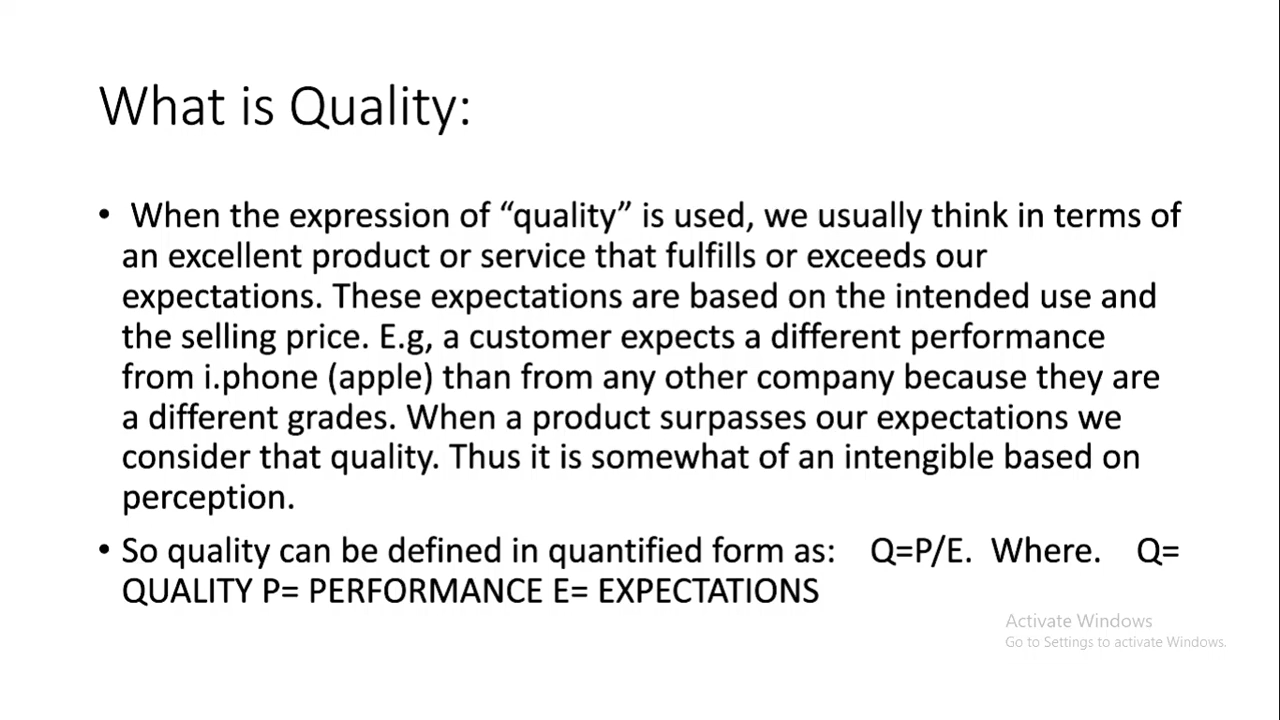 What is Quality:
• When the expression of “quality” is used, we usually think in terms of
an excellent product or service that fulfills or exceeds our
expectations. These expectations are based on the intended use and
the selling price. E.g, a customer expects a different performance
from i.phone (apple) than from any other company because they are
a different grades. When a product surpasses our expectations we
consider that quality. Thus it is somewhat of an intengible based on
perception.
• So quality can be defined in quantified form as: Q=P/E. Where. Q=
QUALITY P= PERFORMANCE E= EXPECTATIONS
Activate Windows
Go to Settings to activate Windows.